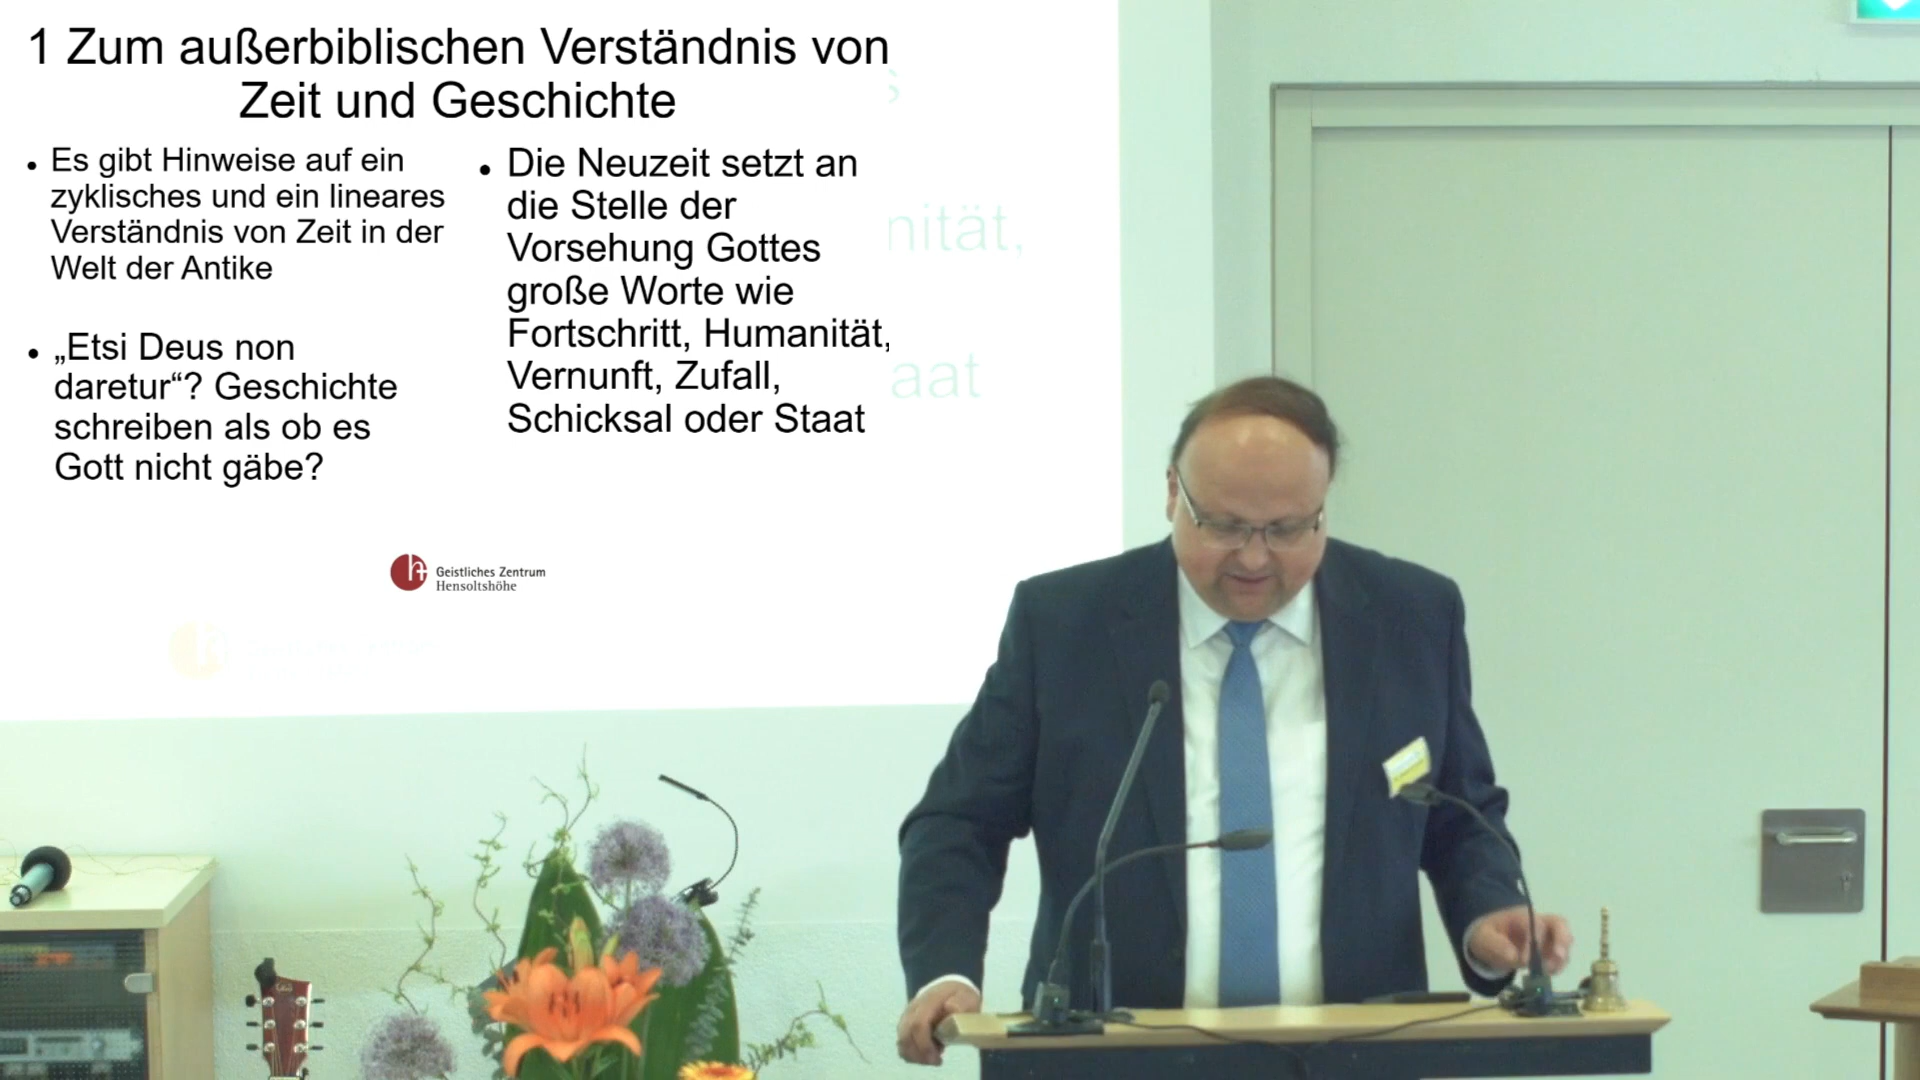 1 Zum außerbiblischen Verständnis von
Zeit und Geschichte
Es gibt Hinweise auf ein
zyklisches und ein lineares
Verständnis von Zeit in der
Welt der Antike
„Etsi Deus non
daretur“? Geschichte
schreiben als ob es
Gott nicht gäbe?
Die Neuzeit setzt an
die Stelle der
Vorsehung Gottes
große Worte wie
Fortschritt, Humanität,
Vernunft, Zufall,
Schicksal oder Staat
s
nität,
aat
Geistliches Zentrum
Hensoltshöhe